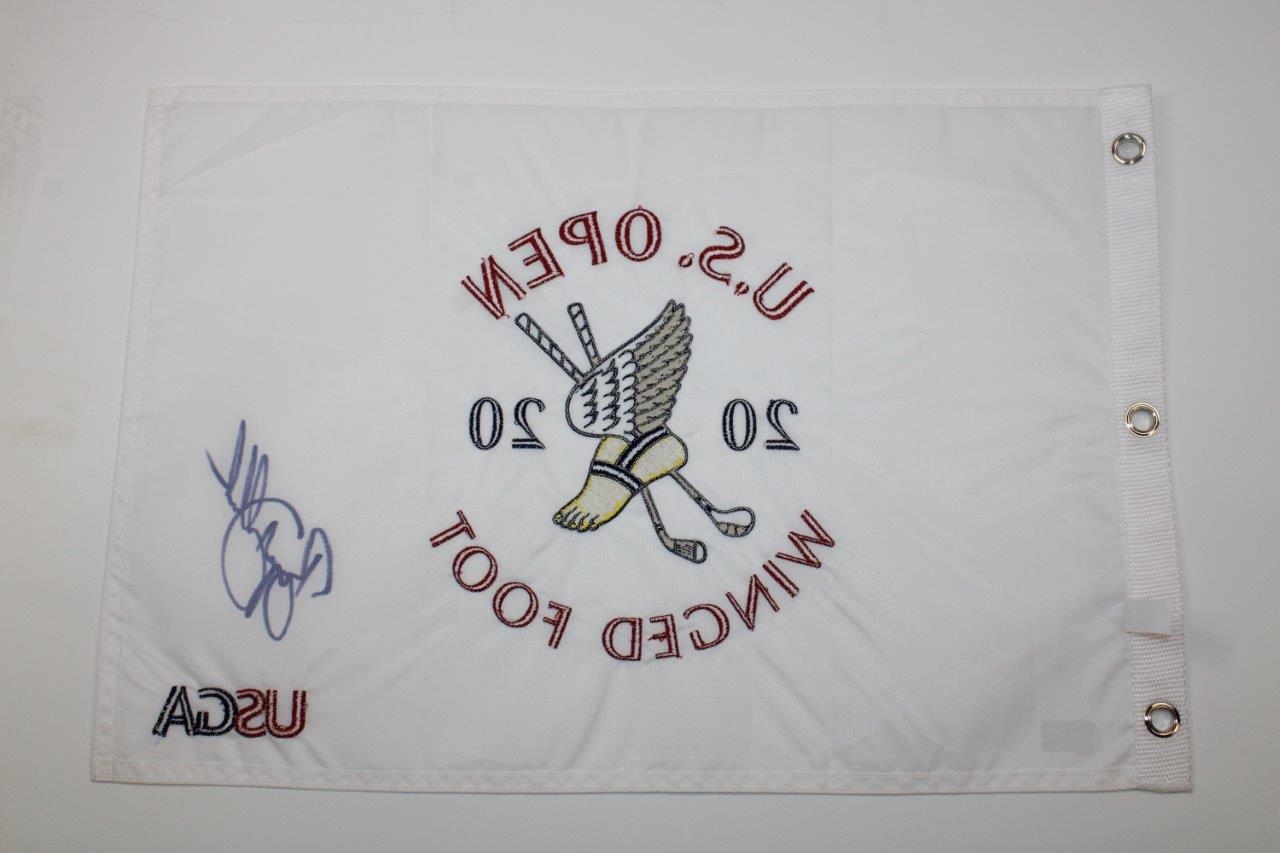 U.S. OPEN
20 20
WINGED FOOT
USGA